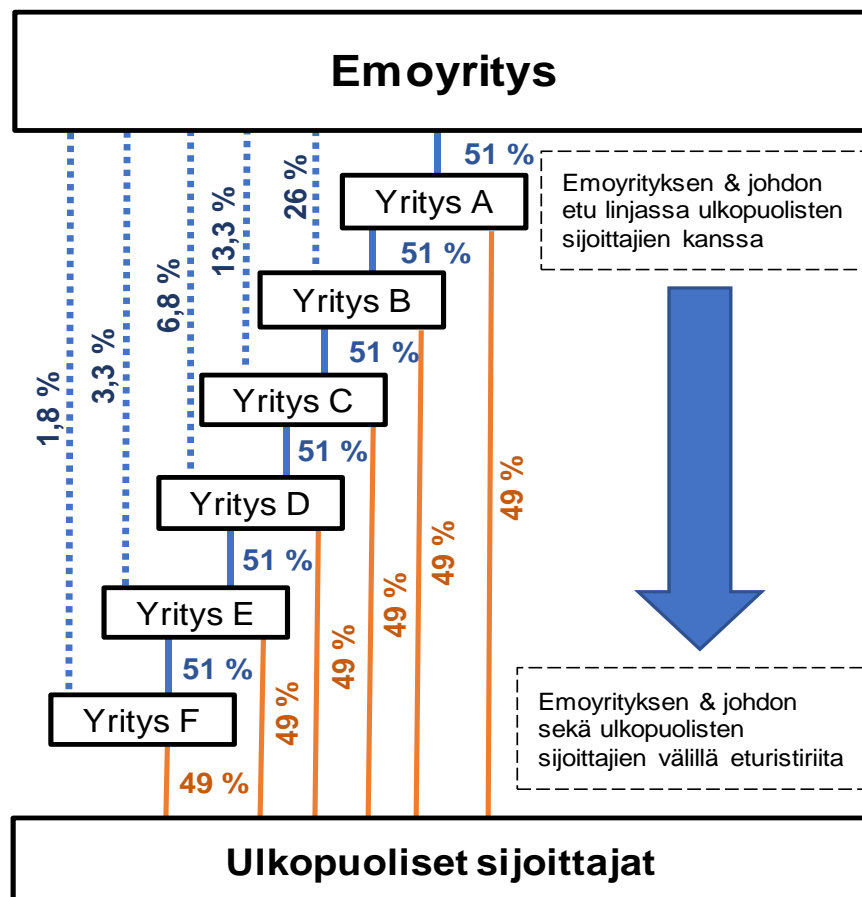 Emoyritys
51 %
Emoyrityksen & johdon
etu linjassa ulkopuolisten
sijoittajien kanssa
Yritys A
26 %
13,3 %
6,8 %
3,3 %
1,8 %
51 %
Yritys B
51 %
Yritys C
51 %
49 %
Yritys D
51 %
49 %
49 %
Yritys E
51 %
49 %
49 %
Yritys F
49 %
Emoyrityksen & johdon
sekä ulkopuolisten
sijoittajien välillä eturistiriita
Ulkopuoliset sijoittajat